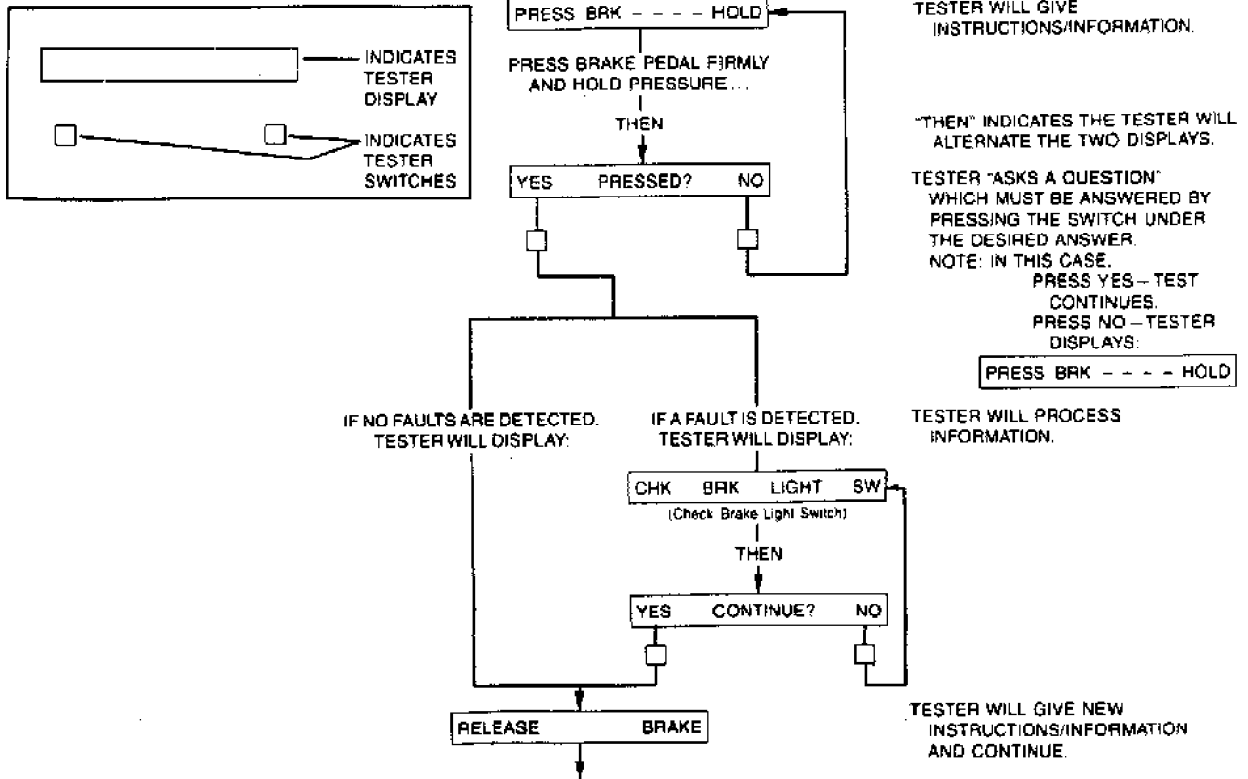 INDICATES
TESTER
DISPLAY
INDICATES
TESTER
SWITCHES
PRESS BRK - - - - HOLD
PRESS BRAKE PEDAL FIRMLY
AND HOLD PRESSURE...
THEN
YES PRESSED? NO
TESTER WILL GIVE
INSTRUCTIONS/INFORMATION.
"THEN" INDICATES THE TESTER WILL
ALTERNATE THE TWO DISPLAYS.
TESTER "ASKS A QUESTION"
WHICH MUST BE ANSWERED BY
PRESSING THE SWITCH UNDER
THE DESIRED ANSWER.
NOTE: IN THIS CASE.
PRESS YES – TEST
CONTINUES.
PRESS NO – TESTER
DISPLAYS:
PRESS BRK - - - - HOLD
IF NO FAULTS ARE DETECTED.
TESTER WILL DISPLAY:
IF A FAULT IS DETECTED.
TESTER WILL DISPLAY:
TESTER WILL PROCESS
INFORMATION.
CHK BRK LIGHT SW
(Check Brake Light Switch)
THEN
YES CONTINUE? NO
RELEASE BRAKE
TESTER WILL GIVE NEW
INSTRUCTIONS/INFORMATION
AND CONTINUE.